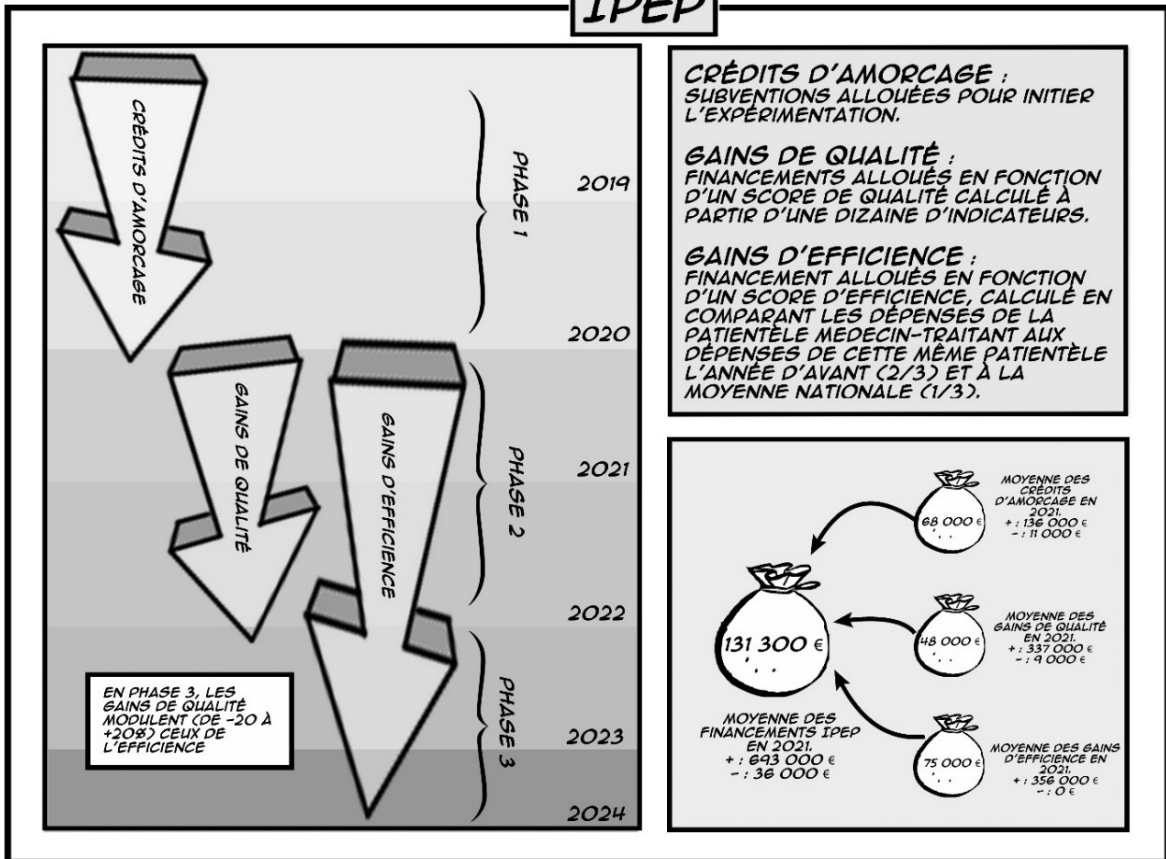 IPEP
CRÉDITS D'AMORCAGE
GAINS DE QUALITÉ
GAINS D'EFFICIENCE
PHASE 1
PHASE 2
PHASE 3
2019
2020
2021
2022
2023
2024
EN PHASE 3, LES
GAINS DE QUALITÉ
MODULENT (DE -20 À
+20%) CEUX DE
L'EFFICIENCE
CRÉDITS D'AMORCAGE :
SUBVENTIONS ALLOUÉES POUR INITIER
L'EXPÉRIMENTATION.
GAINS DE QUALITÉ :
FINANCEMENTS ALLOUÉS EN FONCTION
D'UN SCORE DE QUALITÉ CALCULÉ À
PARTIR D'UNE DIZAINE D'INDICATEURS.
GAINS D'EFFICIENCE :
FINANCEMENT ALLOUÉS EN FONCTION
D'UN SCORE D'EFFICIENCE, CALCULÉ EN
COMPARANT LES DÉPENSES DE LA
PATIENTÈLE MEDECIN-TRAITANT AUX
DÉPENSES DE CETTE MÊME PATIENTÈLE
L'ANNÉE D'AVANT (2/3) ET À LA
MOYENNE NATIONALE (1/3).
68 000 €
MOYENNE DES
CRÉDITS
D'AMORCAGE EN
2021.
+ : 136 000 €
- : 11 000 €
48 000 €
MOYENNE DES
GAINS DE QUALITÉ
EN 2021.
+ : 337 000 €
- : 9 000 €
75 000 €
MOYENNE DES GAINS
D'EFFICIENCE EN
2021.
+ : 356 000 €
- : 0 €
131 300 €
MOYENNE DES
FINANCEMENTS IPEP
EN 2021.
+ : 693 000 €
- : 36 000 €